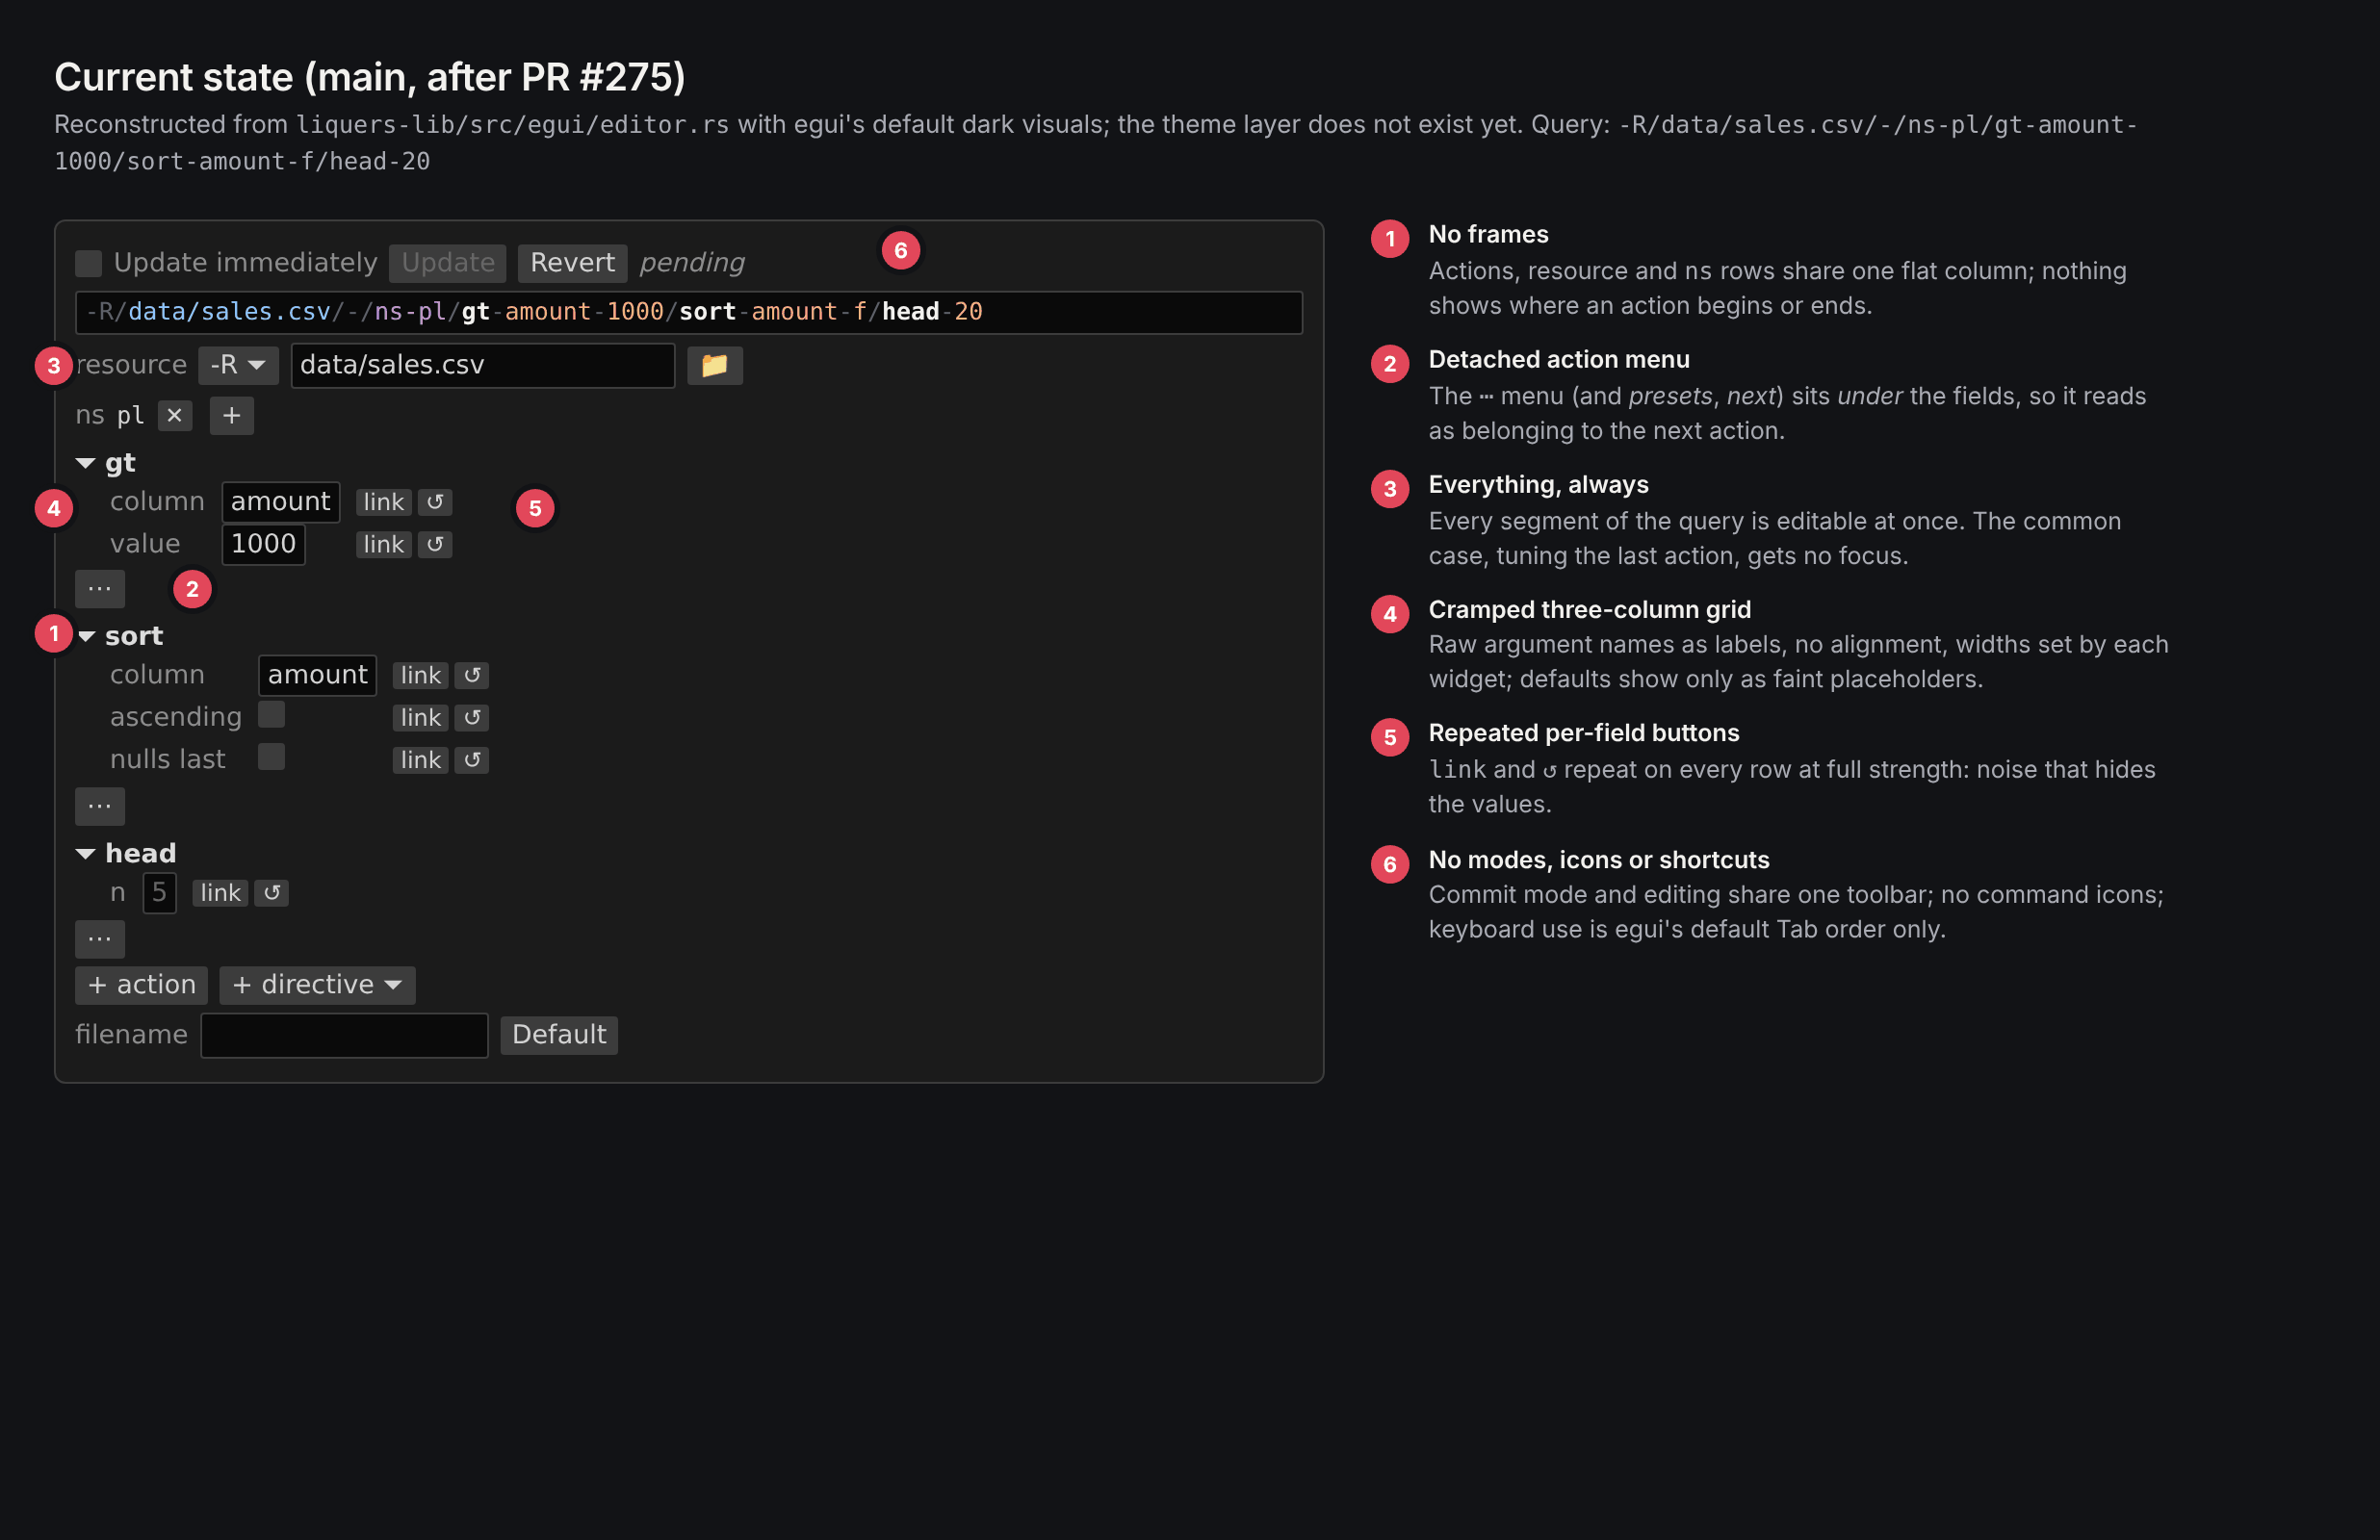 Current state (main, after PR #275)
Reconstructed from liquers-lib/src/egui/editor.rs with egui's default dark visuals; the theme layer does not exist yet. Query: -R/data/sales.csv/-/ns-pl/gt-amount-
1000/sort-amount-f/head-20
Update immediately Update Revert pending 6
-R/data/sales.csv/-/ns-pl/gt-amount-1000/sort-amount-f/head-20
3 resource -R data/sales.csv 📁
ns pl ✕ +
gt
4 column amount link ↺ 5
value 1000 link ↺
⋯ 2
1 sort
column amount link ↺
ascending link ↺
nulls last link ↺
⋯
head
n 5 link ↺
⋯
+ action + directive
filename Default
1 No frames
Actions, resource and ns rows share one flat column; nothing
shows where an action begins or ends.
2 Detached action menu
The ⋯ menu (and presets, next) sits under the fields, so it reads
as belonging to the next action.
3 Everything, always
Every segment of the query is editable at once. The common
case, tuning the last action, gets no focus.
4 Cramped three-column grid
Raw argument names as labels, no alignment, widths set by each
widget; defaults show only as faint placeholders.
5 Repeated per-field buttons
link and ↺ repeat on every row at full strength: noise that hides
the values.
6 No modes, icons or shortcuts
Commit mode and editing share one toolbar; no command icons;
keyboard use is egui's default Tab order only.